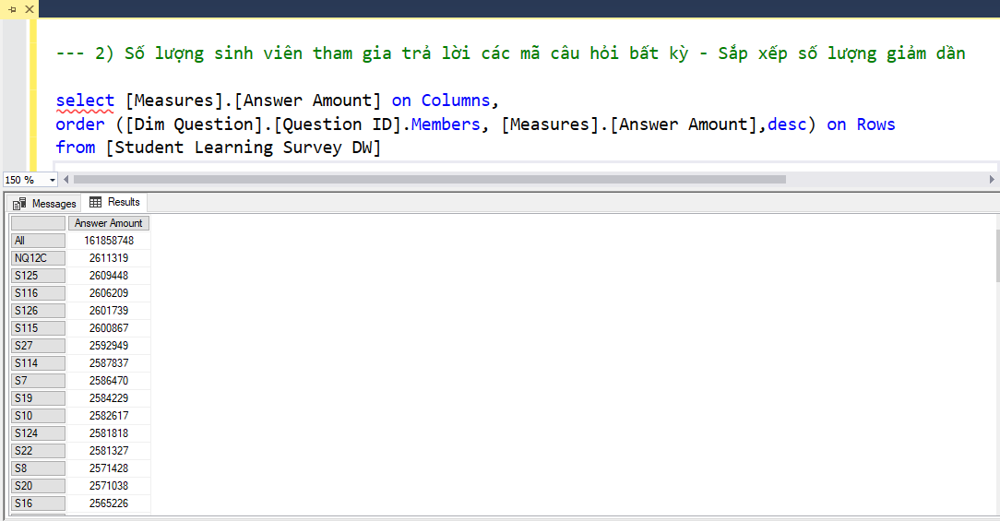 --- 2) Số lượng sinh viên tham gia trả lời các mã câu hỏi bất kỳ - Sắp xếp số lượng giảm dần
select [Measures].[Answer Amount] on Columns,
order ([Dim Question].[Question ID].Members, [Measures].[Answer Amount],desc) on Rows
from [Student Learning Survey DW]
150 %
Messages Results
Answer Amount
All 161858748
NQ12C 2611319
S125 2609448
S116 2606209
S126 2601739
S115 2600867
S27 2592949
S114 2587837
S7 2586470
S19 2584229
S10 2582617
S124 2581818
S22 2581327
S8 2571428
S20 2571038
S16 2565226